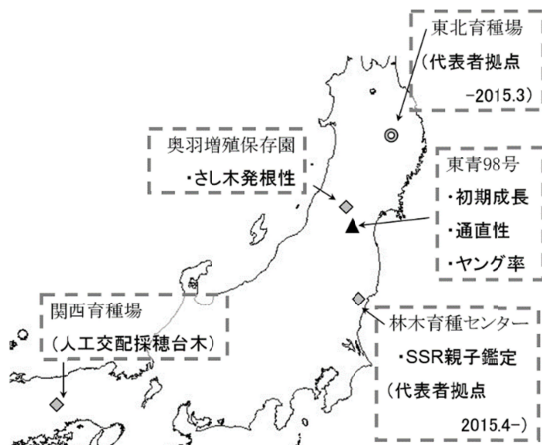 東北育種場
(代表者拠点
-2015.3)
奥羽増殖保存園
・さし木発根性
東青98号
・初期成長
・通直性
・ヤング率
関西育種場
(人工交配採穂台木)
林木育種センター
・SSR親子鑑定
(代表者拠点
2015.4-)